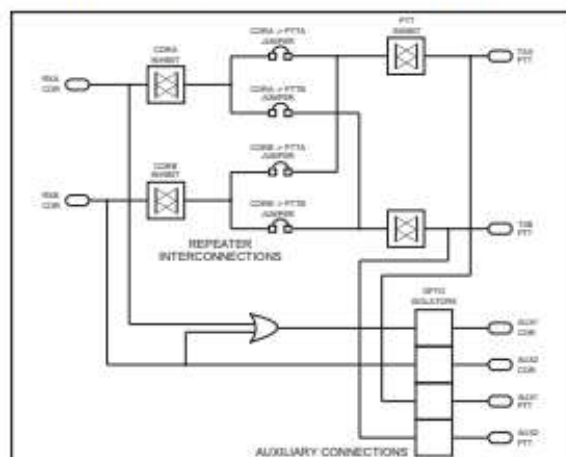 CORA
INHIBIT
CORA > PTTA
JUMPER
PTT
INHIBIT
RXA
COR
TXA
PTT
CORA > PTTB
JUMPER
CORB
INHIBIT
CORB > PTTA
JUMPER
RXB
COR
CORB > PTTB
JUMPER
TXB
PTT
REPEATER
INTERCONNECTIONS
OPTO
ISOLATORS
AUX1
COR
AUX2
COR
AUX1
PTT
AUX2
PTT
AUXILIARY CONNECTIONS